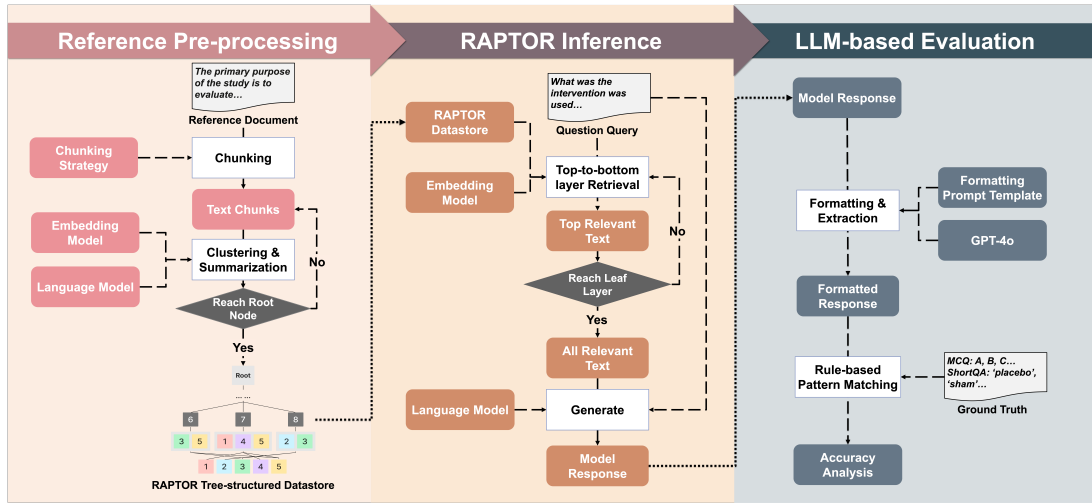 Reference Pre-processing
RAPTOR Inference
LLM-based Evaluation
The primary purpose
of the study is to
evaluate…
Reference Document
Chunking
Strategy
Chunking
Text Chunks
Embedding
Model
Language Model
Clustering &
Summarization
No
Reach Root
Node
Yes
Root
... ...
6 7 8
3 5 1 4 5 2 3
1 2 3 4 5
RAPTOR Tree-structured Datastore
What was the
intervention was
used…
Question Query
RAPTOR
Datastore
Embedding
Model
Top-to-bottom
layer Retrieval
Top Relevant
Text
No
Reach Leaf
Layer
Yes
All Relevant
Text
Language Model
Generate
Model
Response
Model Response
Formatting &
Extraction
Formatting
Prompt Template
GPT-4o
Formatted
Response
Rule-based
Pattern Matching
MCQ: A, B, C…
ShortQA: ‘placebo’,
‘sham’…
Ground Truth
Accuracy
Analysis